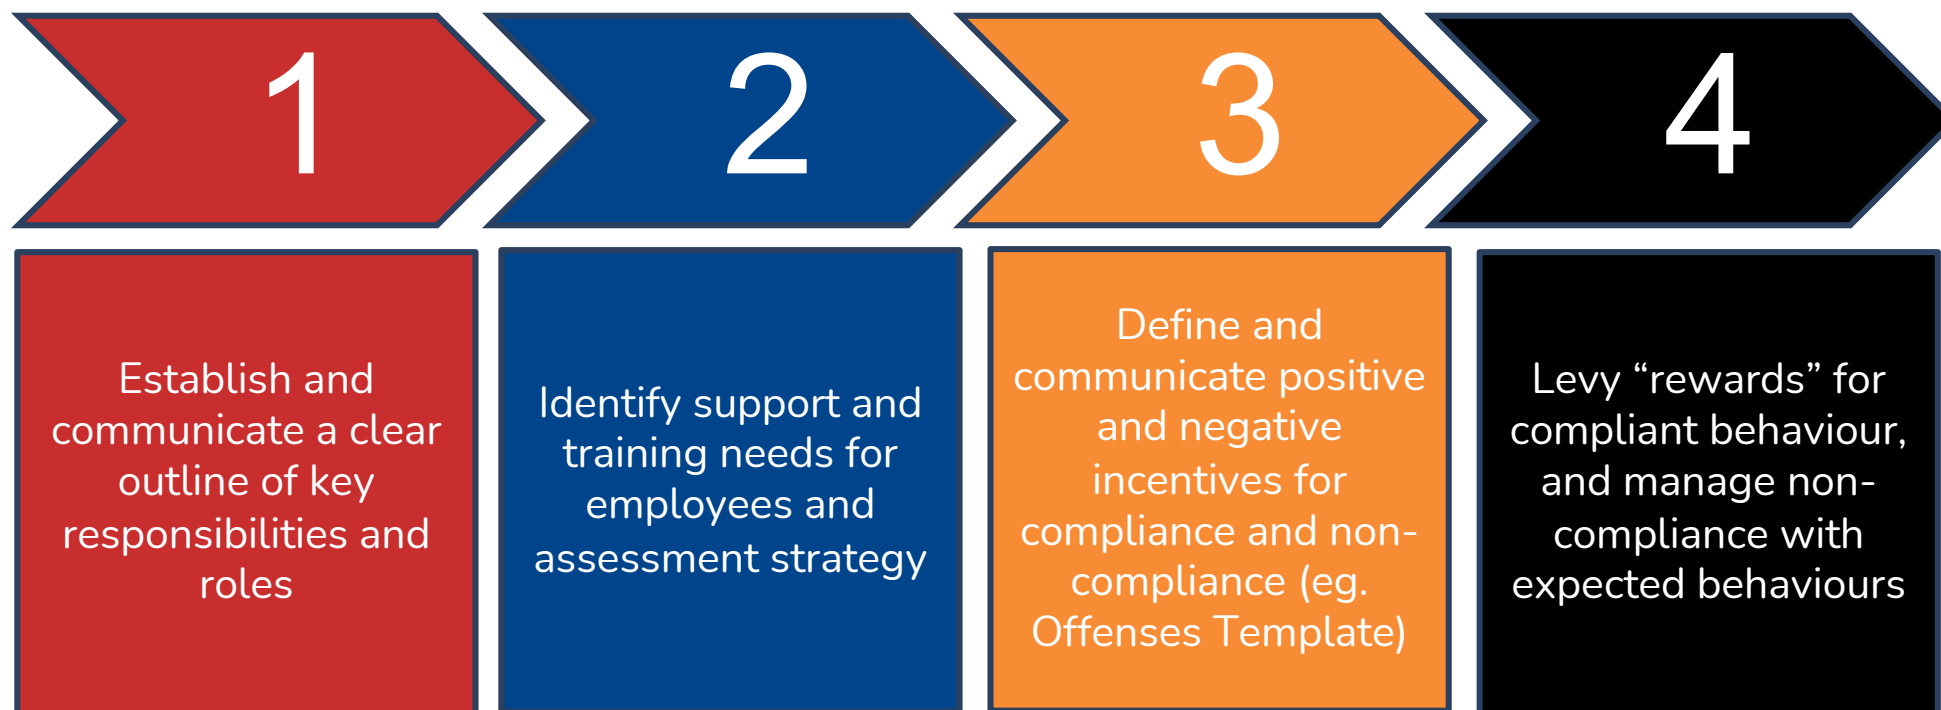 1
2
3
4
Establish and
communicate a clear
outline of key
responsibilities and
roles
Identify support and
training needs for
employees and
assessment strategy
Define and
communicate positive
and negative
incentives for
compliance and non-
compliance (eg.
Offenses Template)
Levy “rewards” for
compliant behaviour,
and manage non-
compliance with
expected behaviours